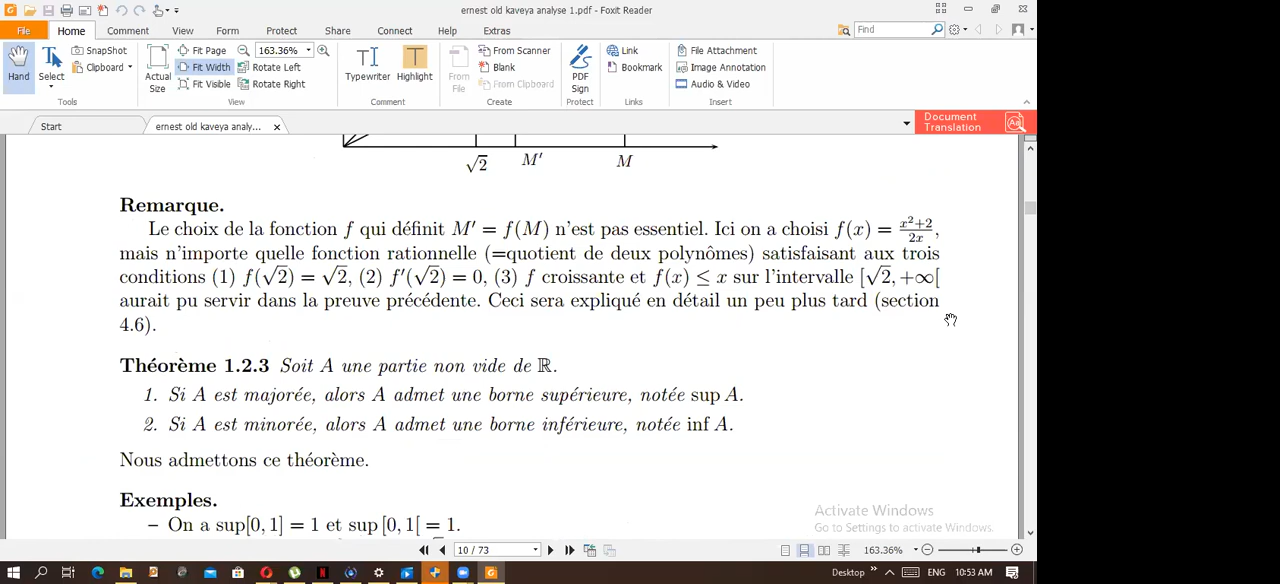 ernest old kaveya analyse 1.pdf - Foxit Reader
File Home Comment View Form Protect Share Connect Help Extras Find
SnapShot Fit Page 163.36% From Scanner Link File Attachment
Hand Select Clipboard Actual Size Fit Width Rotate Left Typewriter Highlight From File Blank PDF Sign Bookmark Image Annotation
Fit Visible Rotate Right From Clipboard Audio & Video
Tools View Comment Create Protect Links Insert
Start ernest old kaveya analy... Document Translation
√2 M′ M
Remarque.
Le choix de la fonction f qui définit M′ = f(M) n'est pas essentiel. Ici on a choisi f(x) = (x²+2)/2x,
mais n'importe quelle fonction rationnelle (=quotient de deux polynômes) satisfaisant aux trois
conditions (1) f(√2) = √2, (2) f′(√2) = 0, (3) f croissante et f(x) ≤ x sur l'intervalle [√2, +∞[
aurait pu servir dans la preuve précédente. Ceci sera expliqué en détail un peu plus tard (section
4.6).
Théorème 1.2.3 Soit A une partie non vide de ℝ.
1. Si A est majorée, alors A admet une borne supérieure, notée sup A.
2. Si A est minorée, alors A admet une borne inférieure, notée inf A.
Nous admettons ce théorème.
Exemples.
– On a sup[0, 1] = 1 et sup [0, 1[ = 1.
Activate Windows
Go to Settings to activate Windows.
10 / 73 163.36%
Desktop ENG 10:53 AM